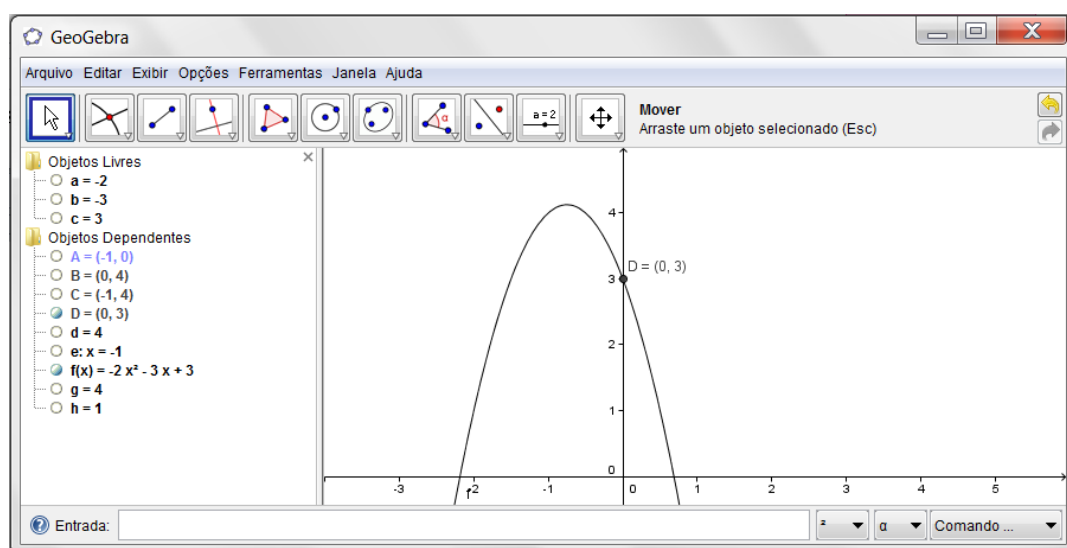 GeoGebra
Arquivo Editar Exibir Opções Ferramentas Janela Ajuda
a = 2
α
Mover
Arraste um objeto selecionado (Esc)
Objetos Livres
a = -2
b = -3
c = 3
Objetos Dependentes
A = (-1, 0)
B = (0, 4)
C = (-1, 4)
D = (0, 3)
d = 4
e: x = -1
f(x) = -2 x² - 3 x + 3
g = 4
h = 1
4
D = (0, 3)
3
2
1
0
-3 -2 -1 0 1 2 3 4 5
f
Entrada:
² α Comando ...